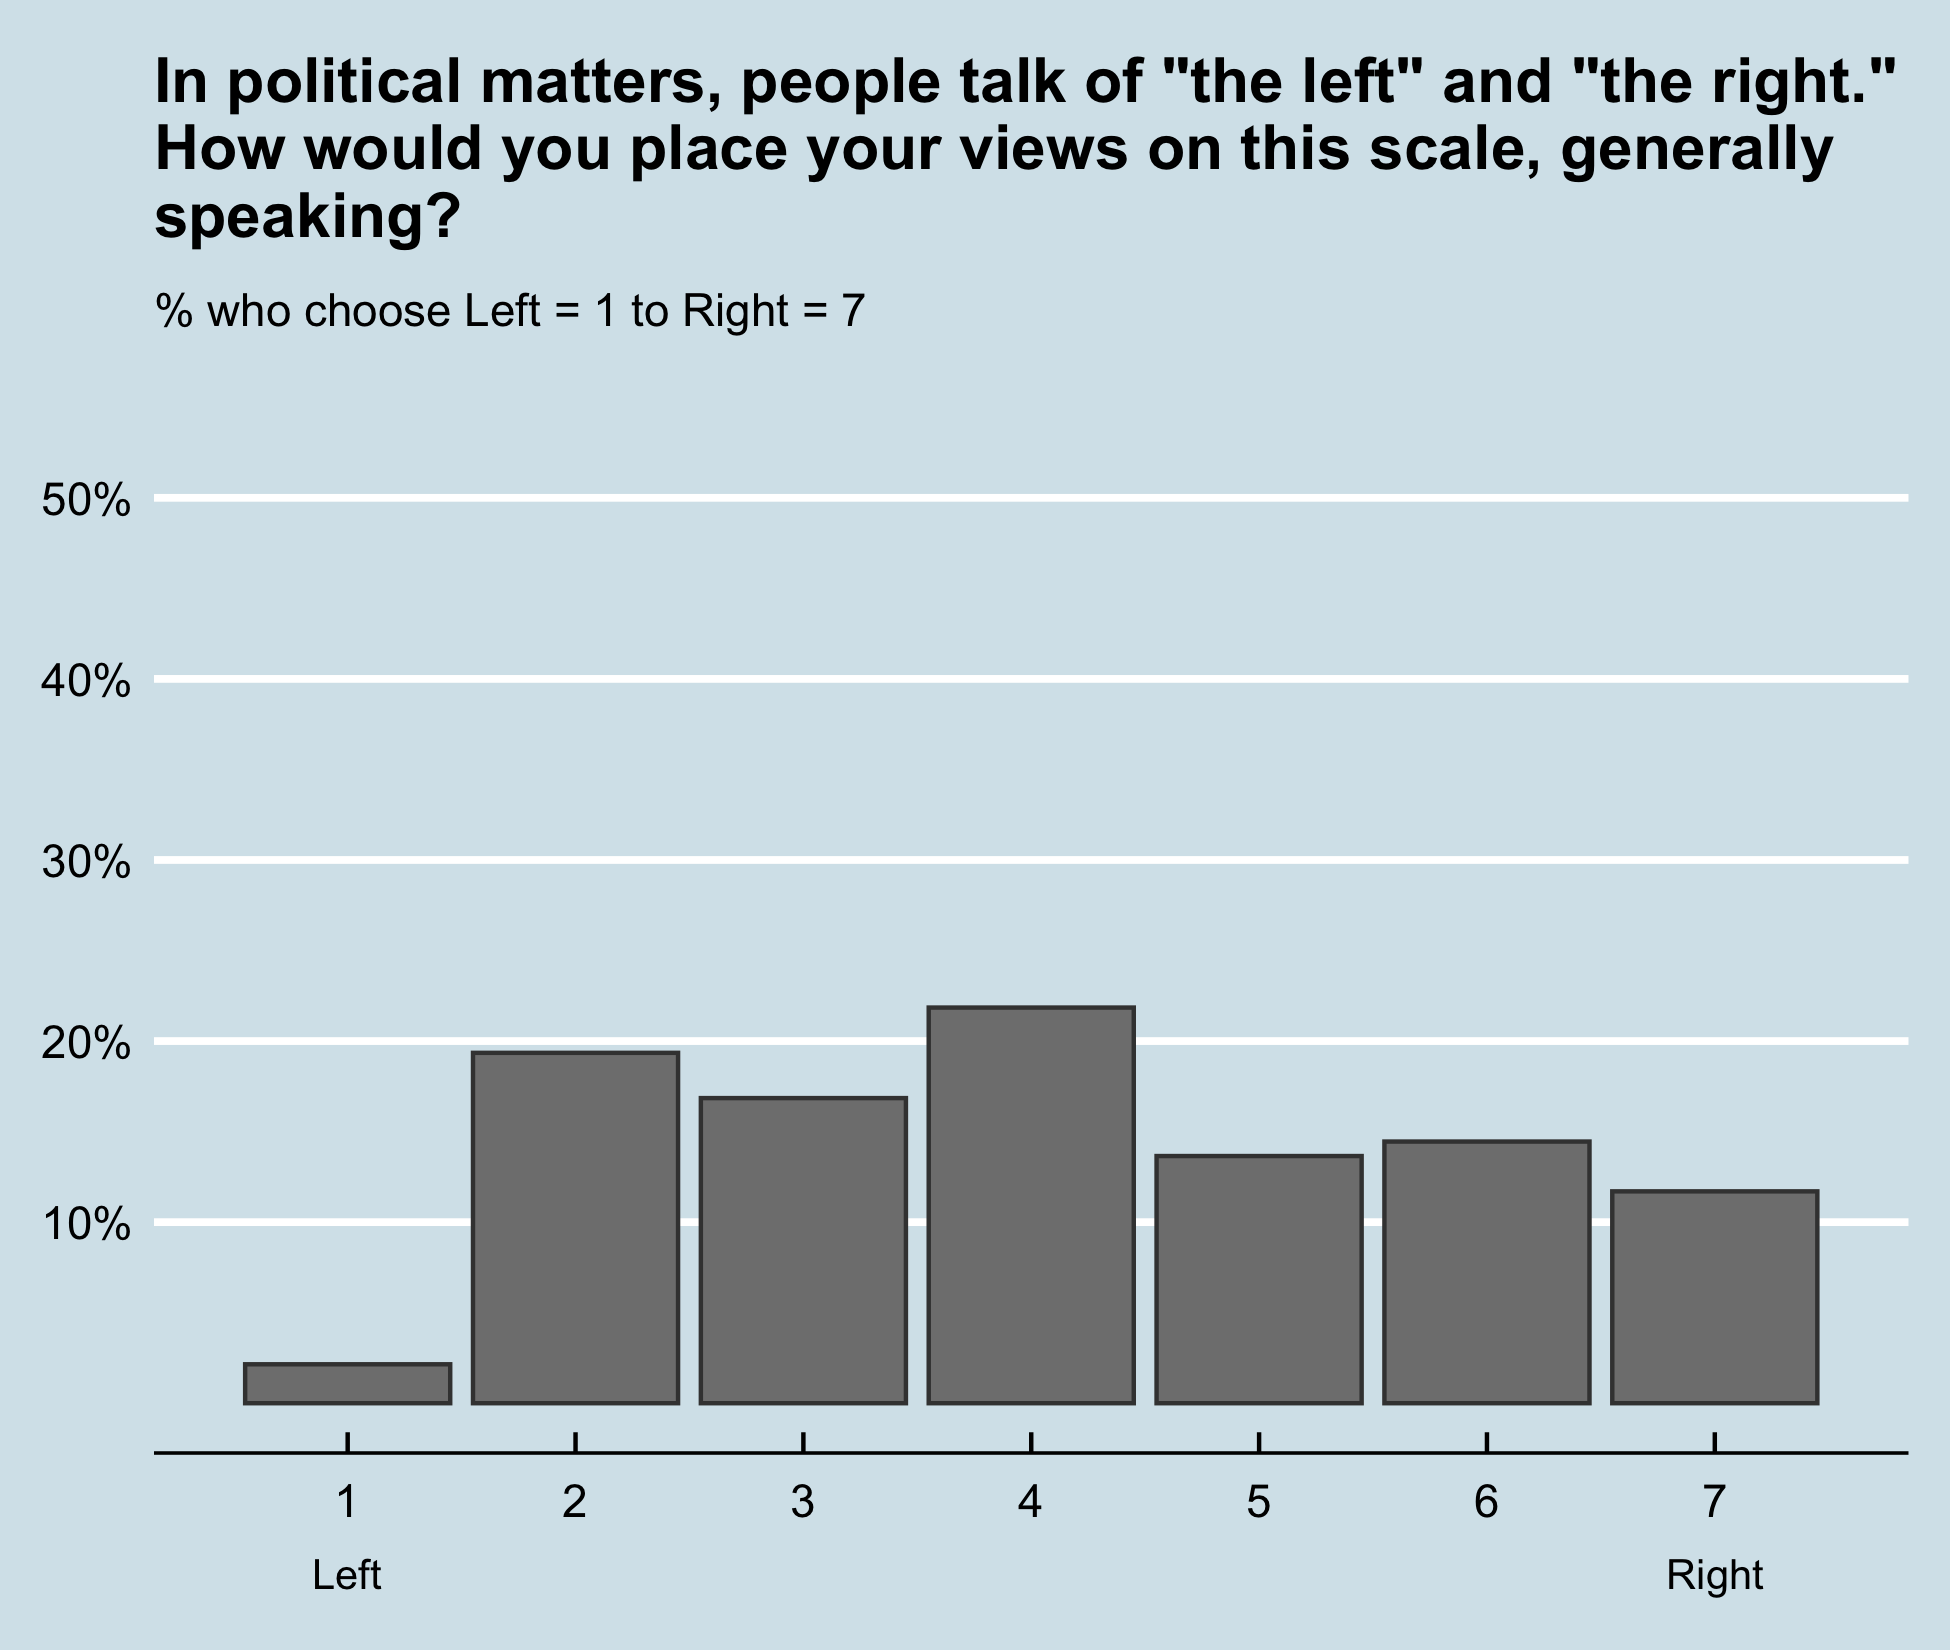 In political matters, people talk of "the left" and "the right."
How would you place your views on this scale, generally
speaking?
% who choose Left = 1 to Right = 7
50%
40%
30%
20%
10%
1 2 3 4 5 6 7
Left Right